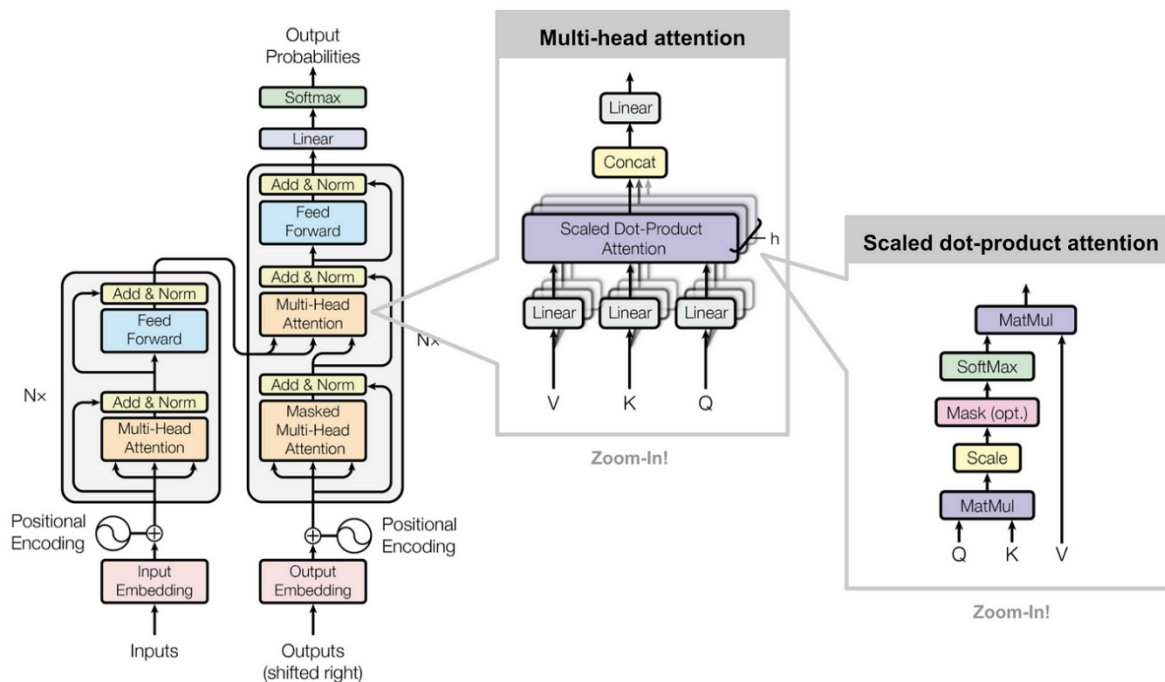 Output
Probabilities
Softmax
Linear
Add & Norm
Feed
Forward
Add & Norm
Multi-Head
Attention
Nx
Add & Norm
Masked
Multi-Head
Attention
Positional
Encoding
Output
Embedding
Outputs
(shifted right)
Add & Norm
Feed
Forward
Nx
Add & Norm
Multi-Head
Attention
Positional
Encoding
Input
Embedding
Inputs
Multi-head attention
Linear
Concat
Scaled Dot-Product
Attention
h
Linear
Linear
Linear
V
K
Q
Zoom-In!
Scaled dot-product attention
MatMul
SoftMax
Mask (opt.)
Scale
MatMul
Q
K
V
Zoom-In!